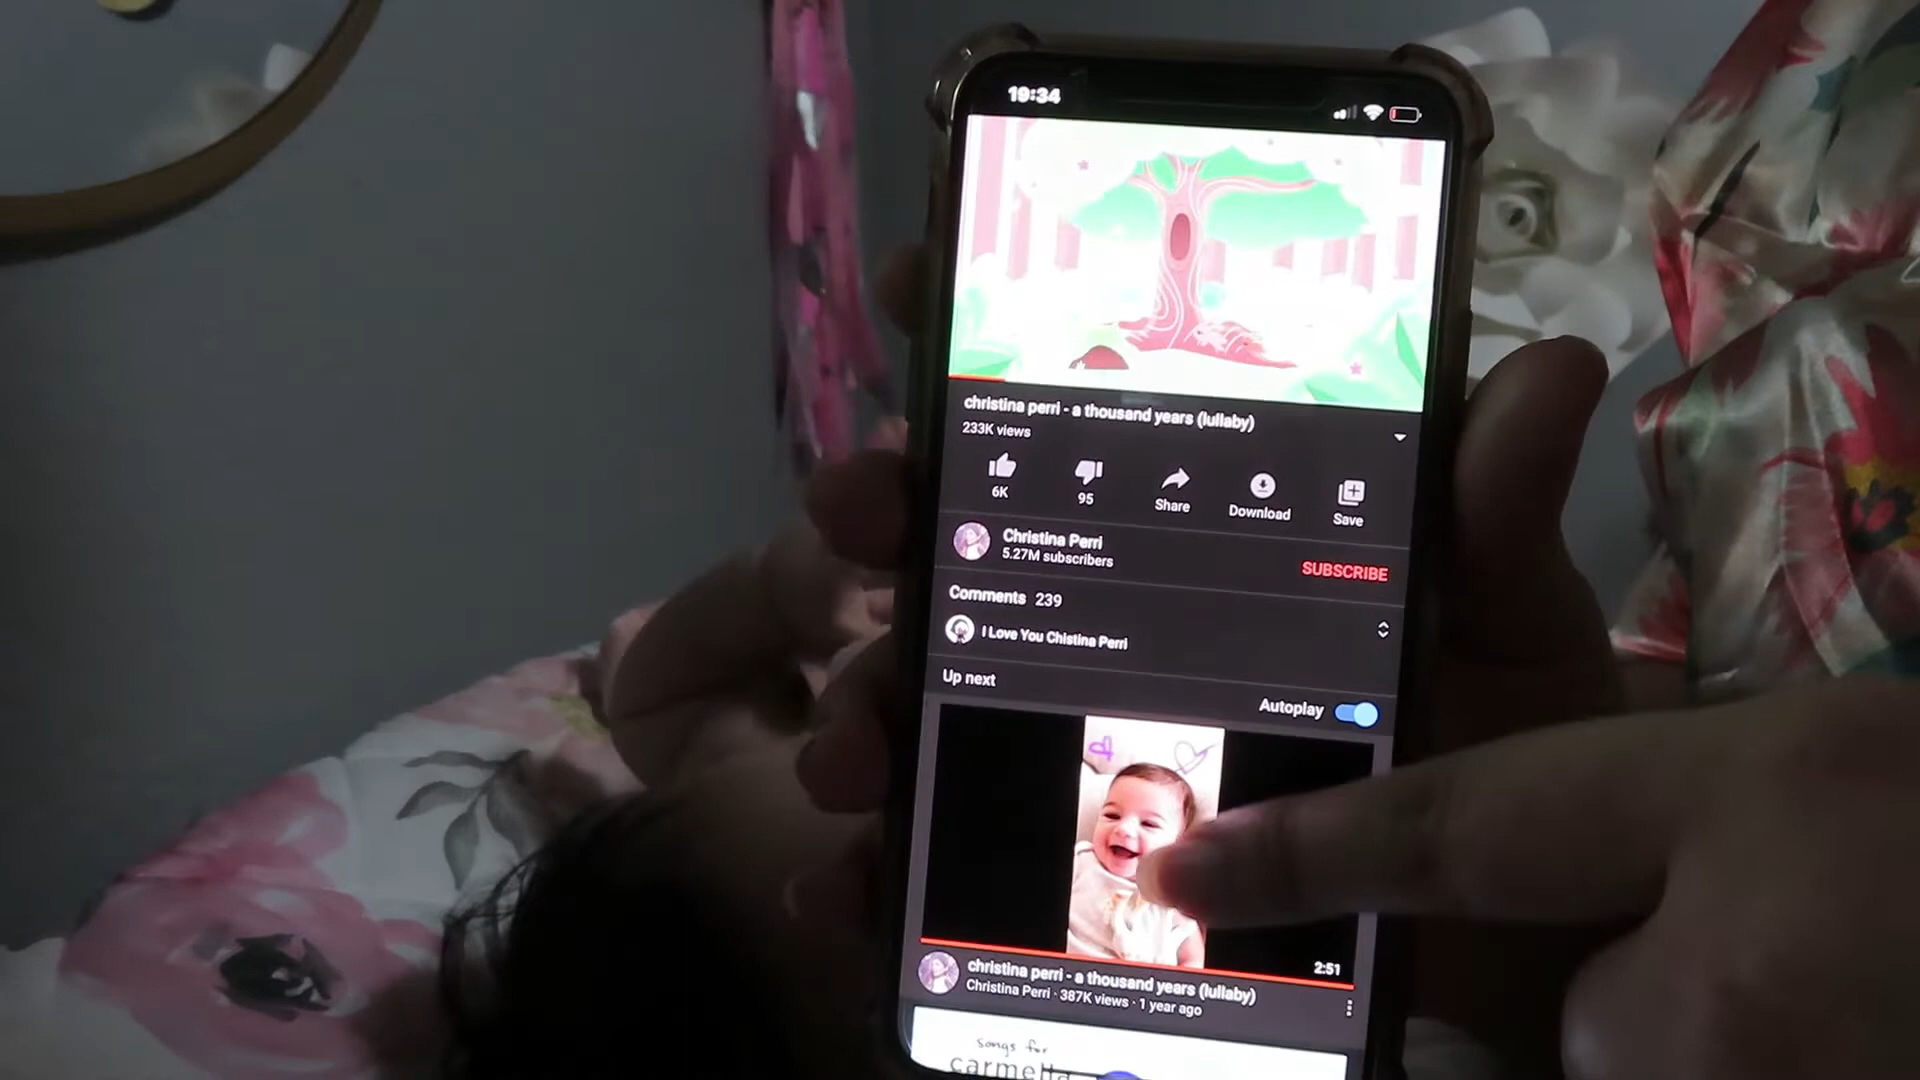 19:34
christina perri - a thousand years (lullaby)
233K views
6K
95
Share
Download
Save
Christina Perri
5.27M subscribers
SUBSCRIBE
Comments 239
I Love You Chistina Perri
Up next
Autoplay
2:51
christina perri - a thousand years (lullaby)
Christina Perri · 387K views · 1 year ago
songs for
carmella